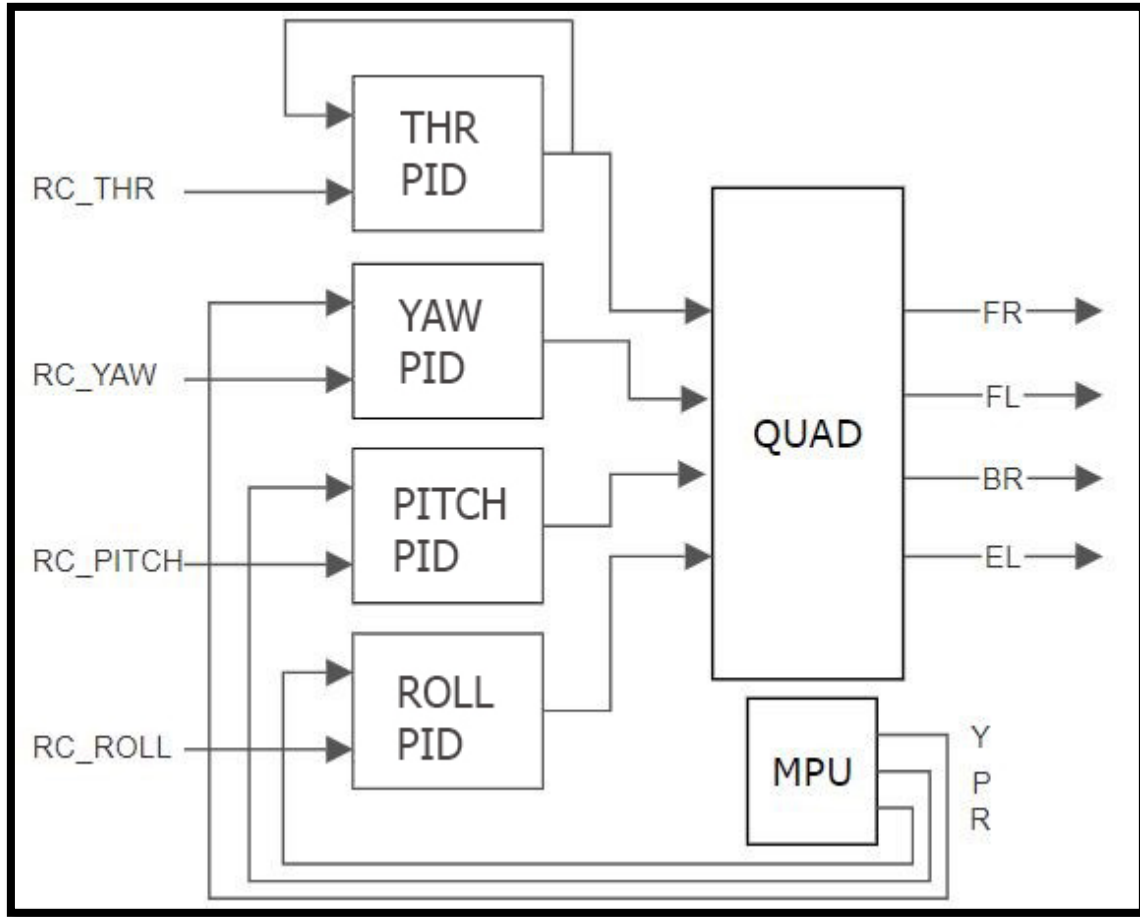 THR
PID
RC_THR
YAW
PID
RC_YAW
PITCH
PID
RC_PITCH
ROLL
PID
RC_ROLL
QUAD
FR
FL
BR
EL
MPU
Y
P
R